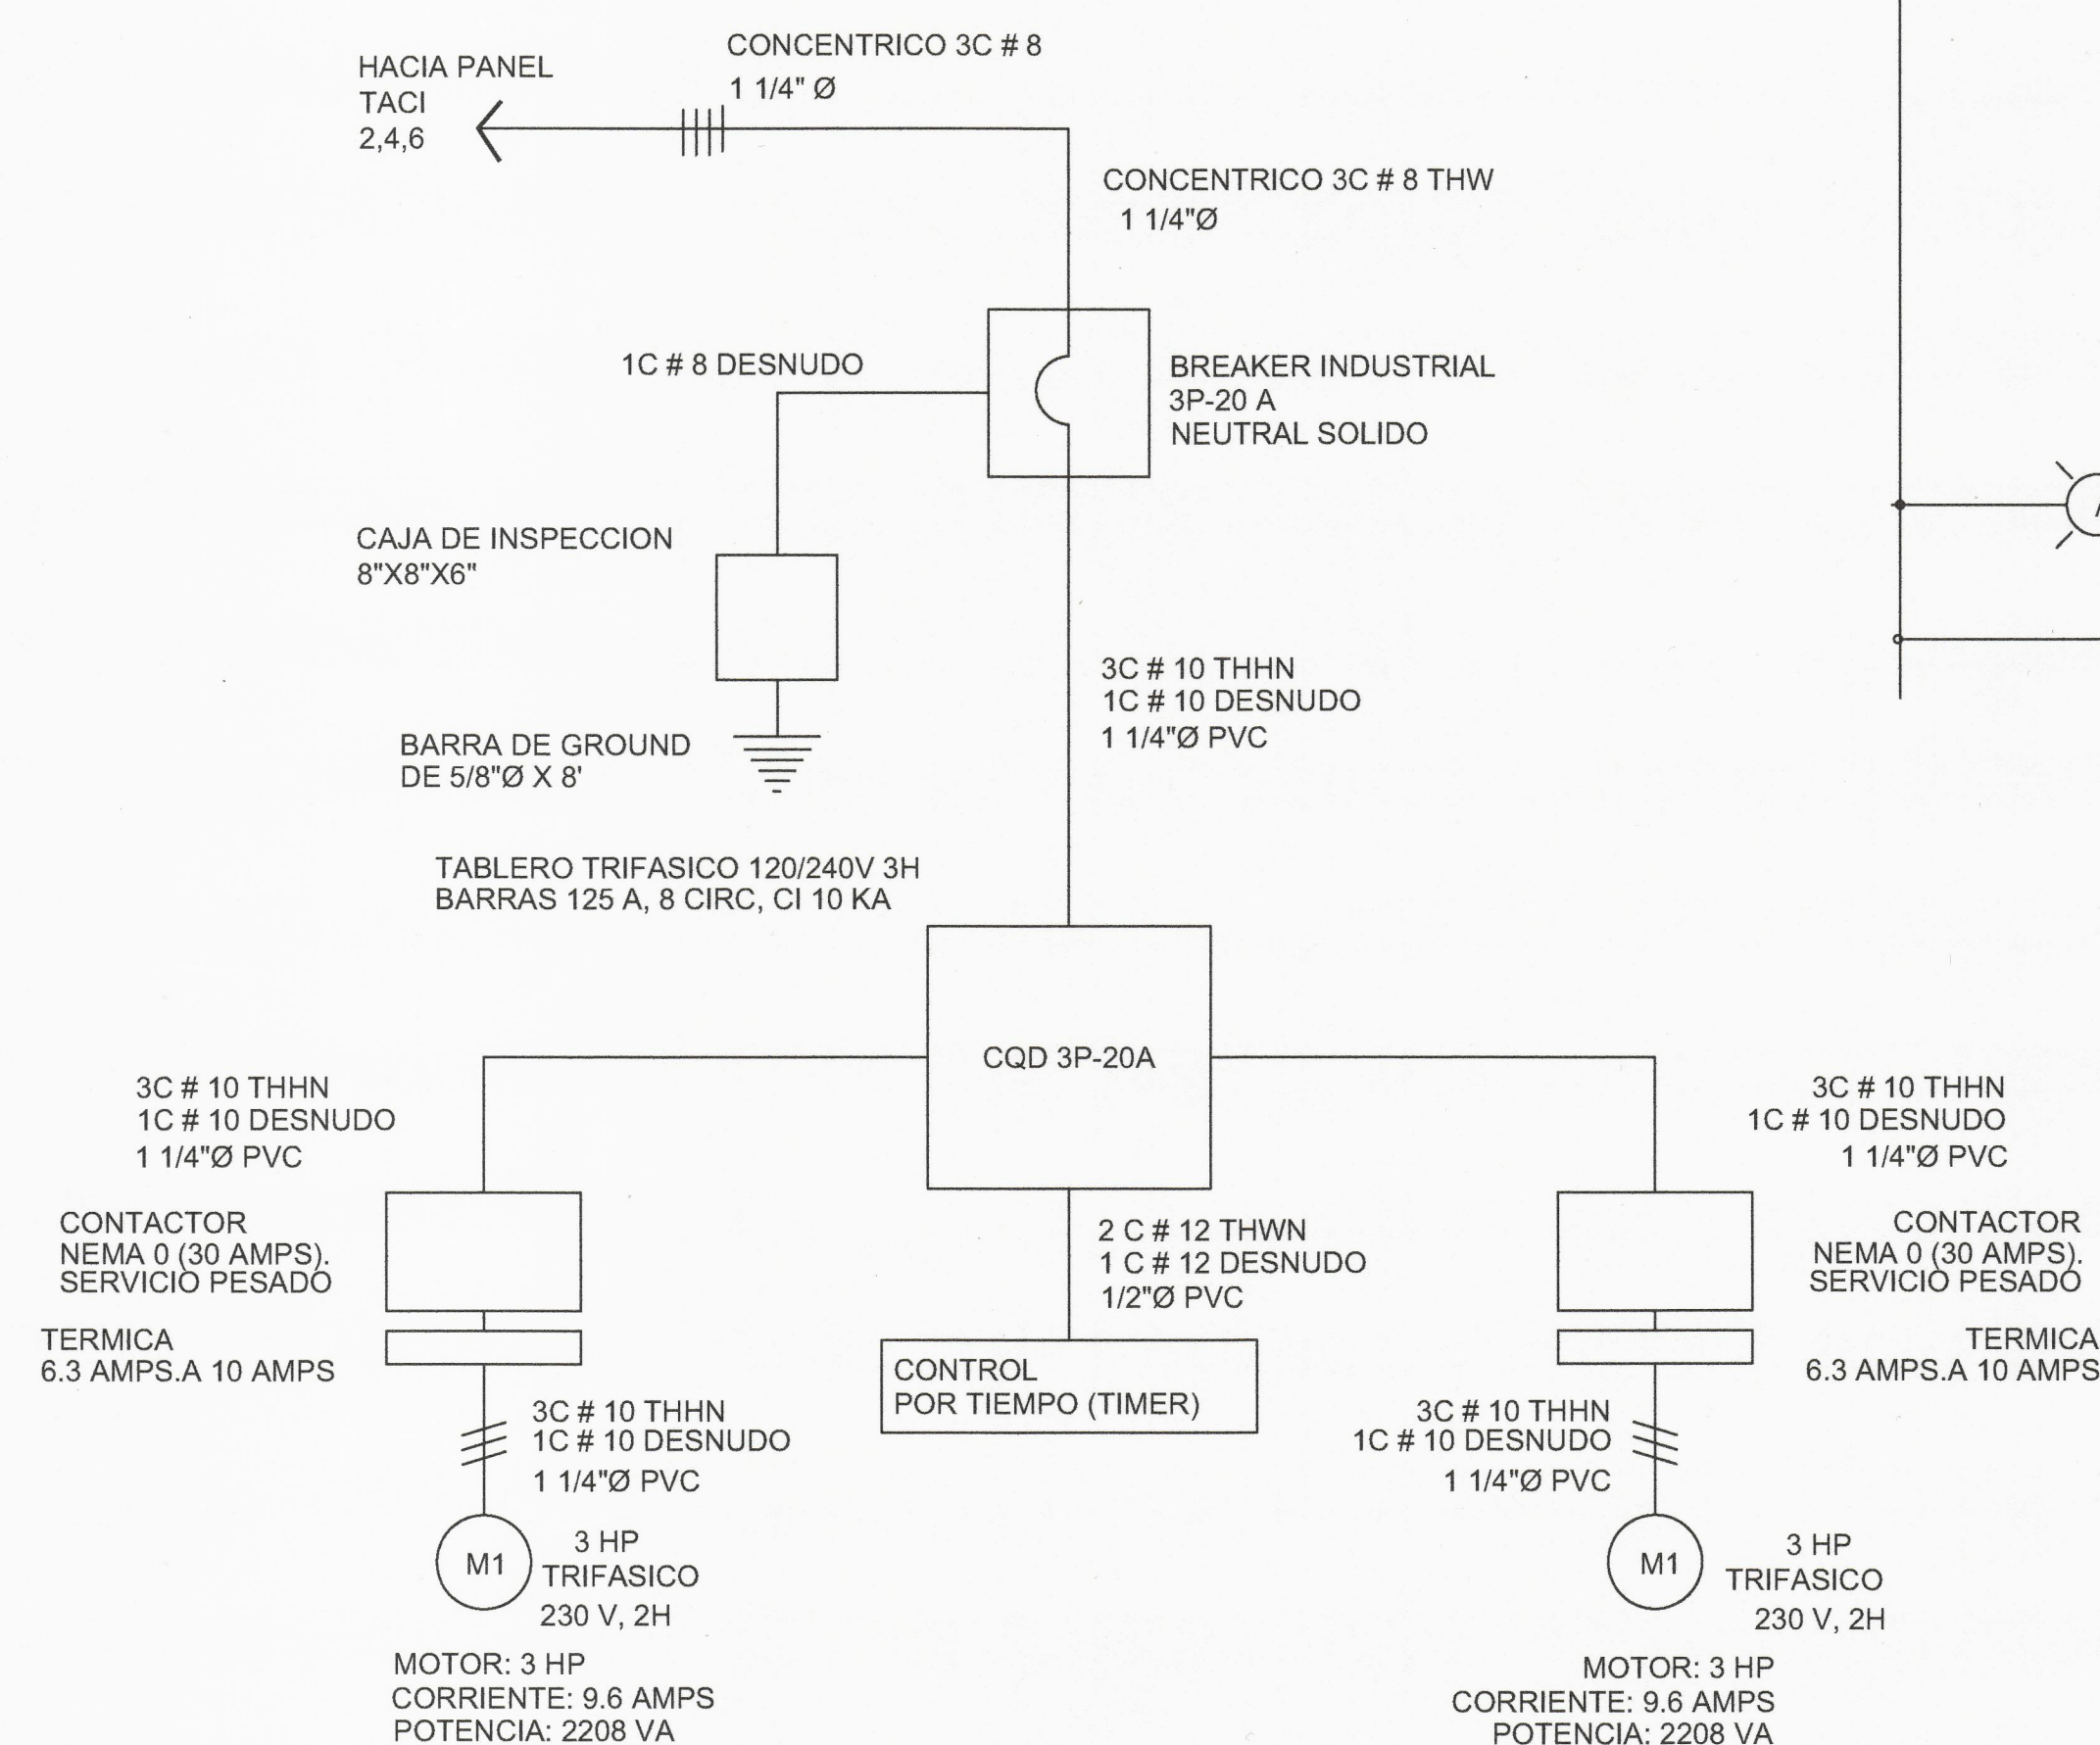 CONCENTRICO 3C # 8
1 1/4" Ø
HACIA PANEL
TACI
2,4,6
CONCENTRICO 3C # 8 THW
1 1/4"Ø
1C # 8 DESNUDO
BREAKER INDUSTRIAL
3P-20 A
NEUTRAL SOLIDO
CAJA DE INSPECCION
8"X8"X6"
3C # 10 THHN
1C # 10 DESNUDO
1 1/4"Ø PVC
BARRA DE GROUND
DE 5/8"Ø X 8'
TABLERO TRIFASICO 120/240V 3H
BARRAS 125 A, 8 CIRC, CI 10 KA
CQD 3P-20A
3C # 10 THHN
1C # 10 DESNUDO
1 1/4"Ø PVC
3C # 10 THHN
1C # 10 DESNUDO
1 1/4"Ø PVC
CONTACTOR
NEMA 0 (30 AMPS).
SERVICIO PESADO
2 C # 12 THWN
1 C # 12 DESNUDO
1/2"Ø PVC
CONTACTOR
NEMA 0 (30 AMPS).
SERVICIO PESADO
TERMICA
6.3 AMPS.A 10 AMPS
CONTROL
POR TIEMPO (TIMER)
TERMICA
6.3 AMPS.A 10 AMPS
3C # 10 THHN
1C # 10 DESNUDO
1 1/4"Ø PVC
3C # 10 THHN
1C # 10 DESNUDO
1 1/4"Ø PVC
M1
3 HP
TRIFASICO
230 V, 2H
M1
3 HP
TRIFASICO
230 V, 2H
MOTOR: 3 HP
CORRIENTE: 9.6 AMPS
POTENCIA: 2208 VA
MOTOR: 3 HP
CORRIENTE: 9.6 AMPS
POTENCIA: 2208 VA